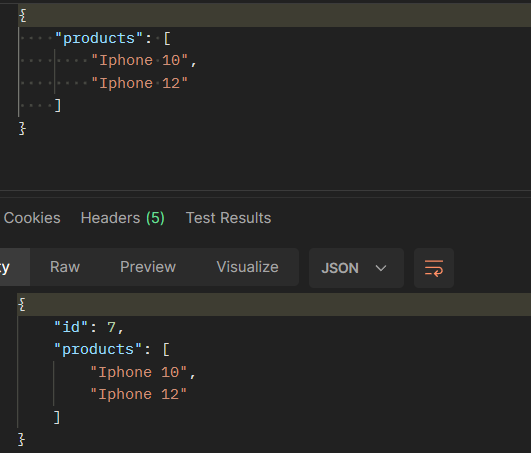 {
    "products": [
        "Iphone 10",
        "Iphone 12"
    ]
}
Cookies Headers (5) Test Results
ty Raw Preview Visualize JSON
{
    "id": 7,
    "products": [
        "Iphone 10",
        "Iphone 12"
    ]
}